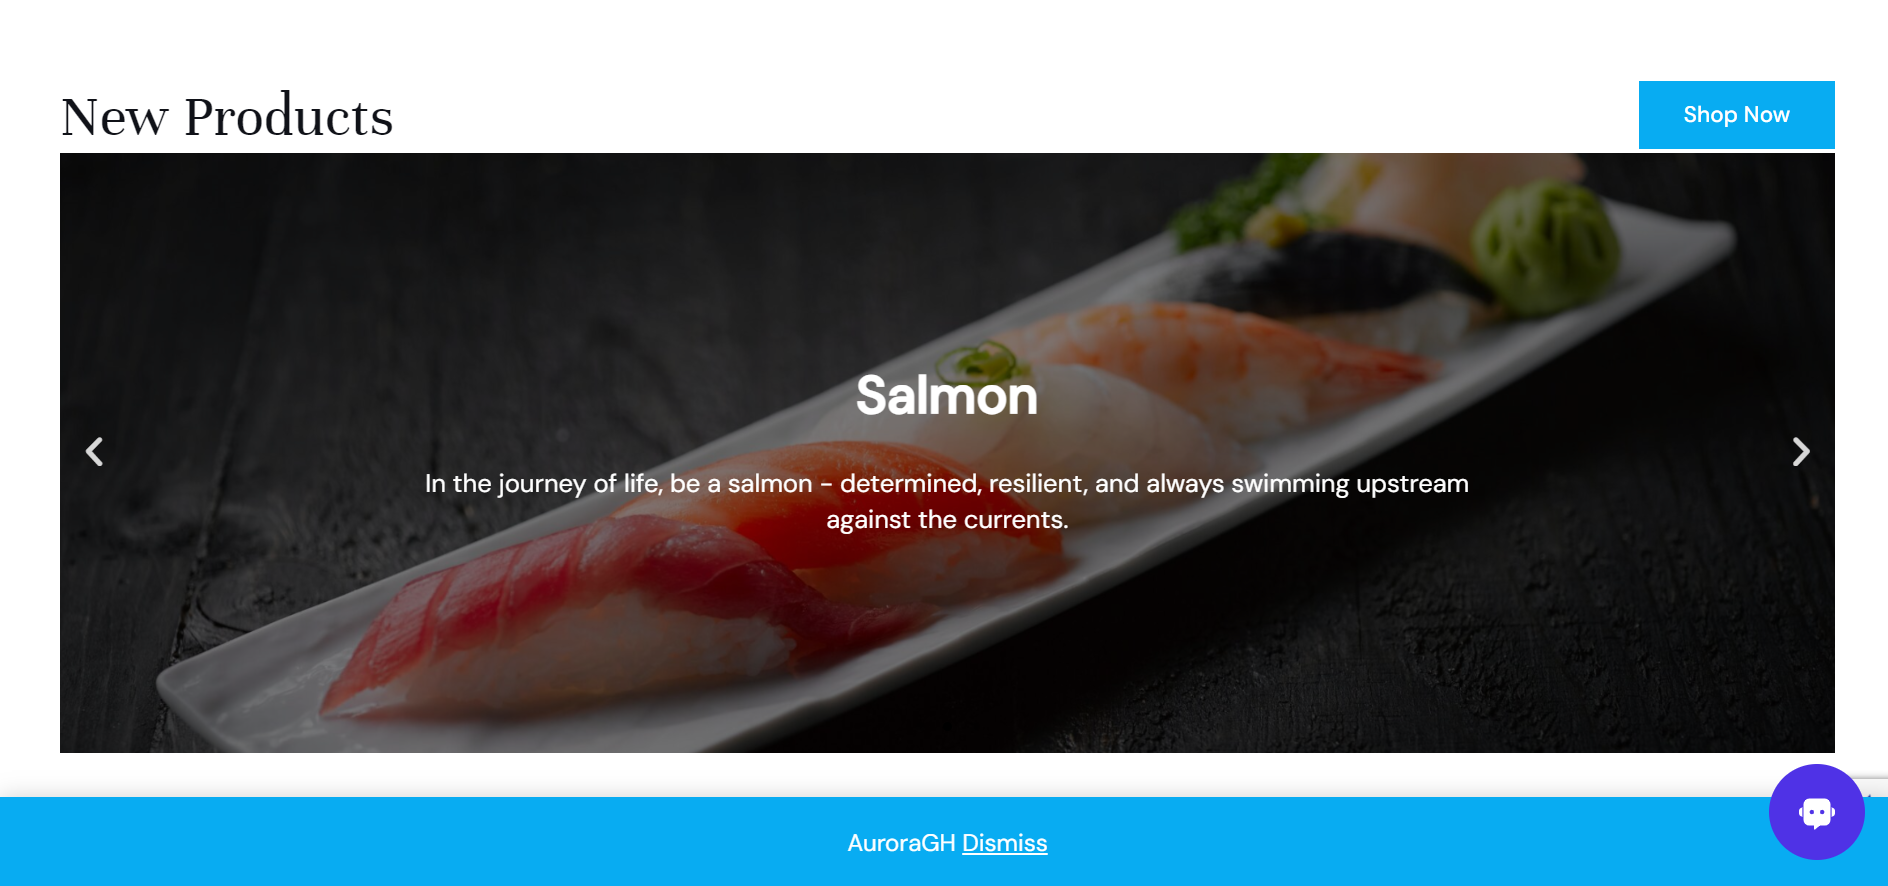 New Products
Shop Now
Salmon
In the journey of life, be a salmon – determined, resilient, and always swimming upstream
against the currents.
AuroraGH Dismiss